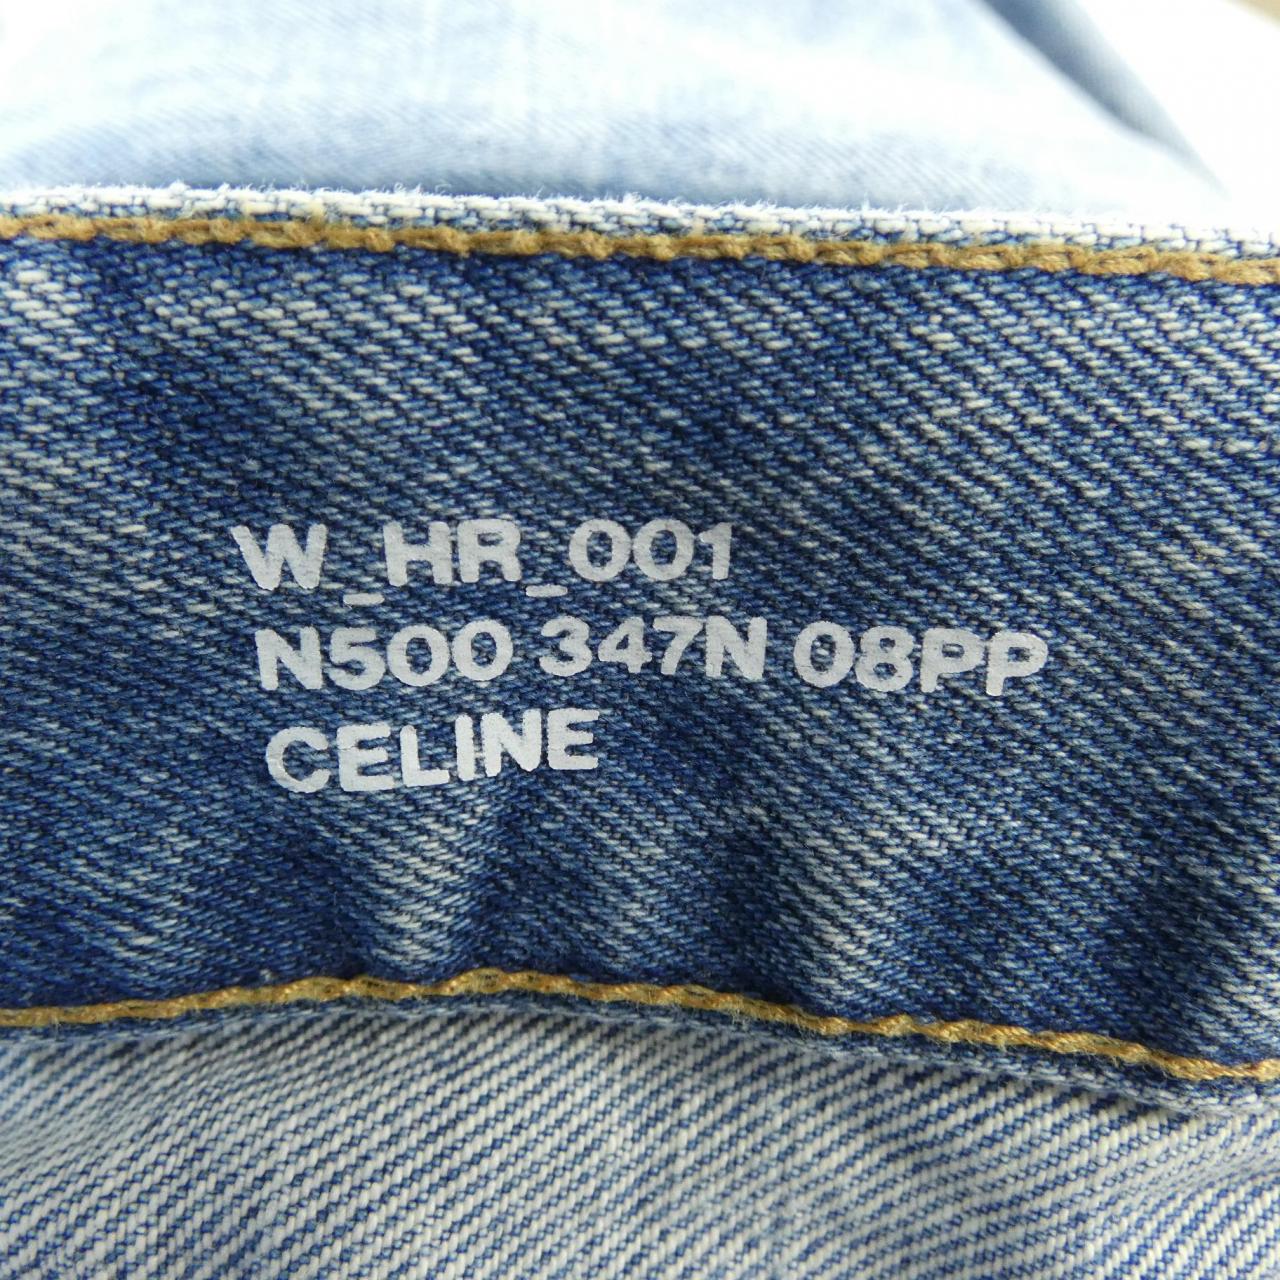 W_HR_001
N500 347N 08PP
CELINE